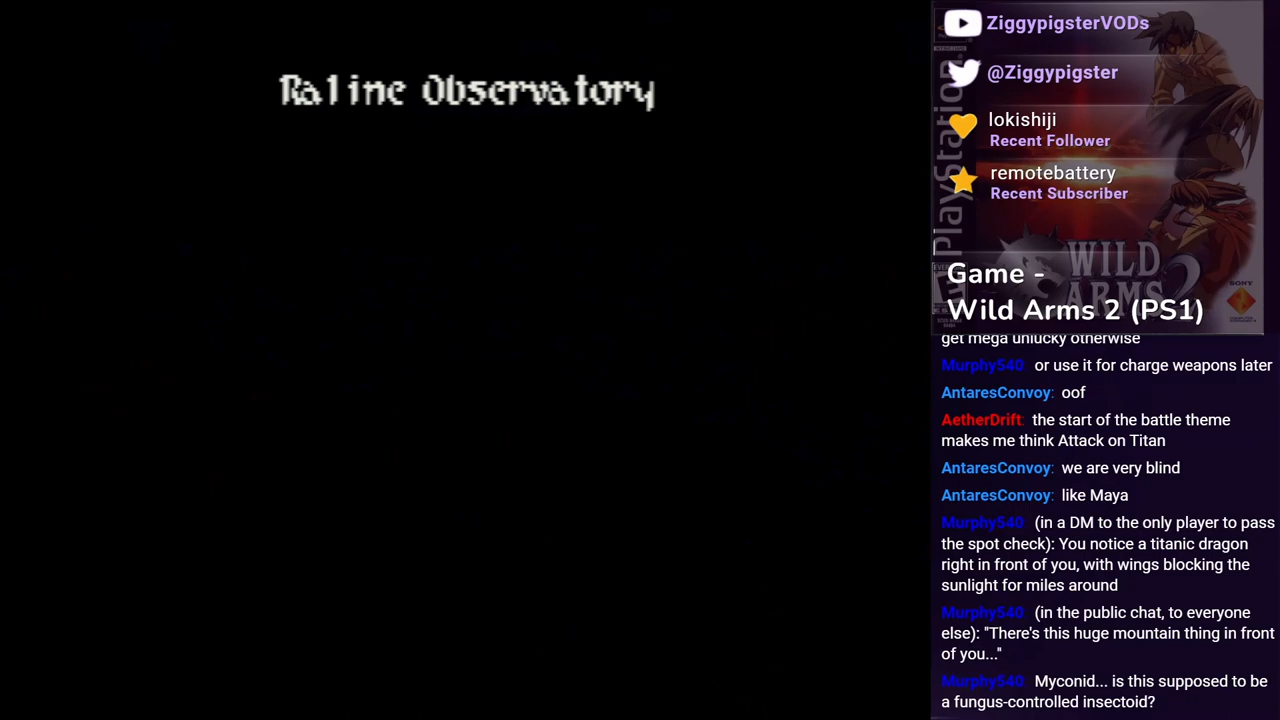 Raline Observatory
ZiggypigsterVODs
@Ziggypigster
lokishiji
Recent Follower
remotebattery
Recent Subscriber
PlayStation
WILD
ARMS 2
SONY
Game -
Wild Arms 2 (PS1)
get mega unlucky otherwise
Murphy540 or use it for charge weapons later
AntaresConvoy: oof
AetherDrift: the start of the battle theme
makes me think Attack on Titan
AntaresConvoy: we are very blind
AntaresConvoy: like Maya
Murphy540 (in a DM to the only player to pass
the spot check): You notice a titanic dragon
right in front of you, with wings blocking the
sunlight for miles around
Murphy540 (in the public chat, to everyone
else): "There's this huge mountain thing in front
of you..."
Murphy540 Myconid... is this supposed to be
a fungus-controlled insectoid?